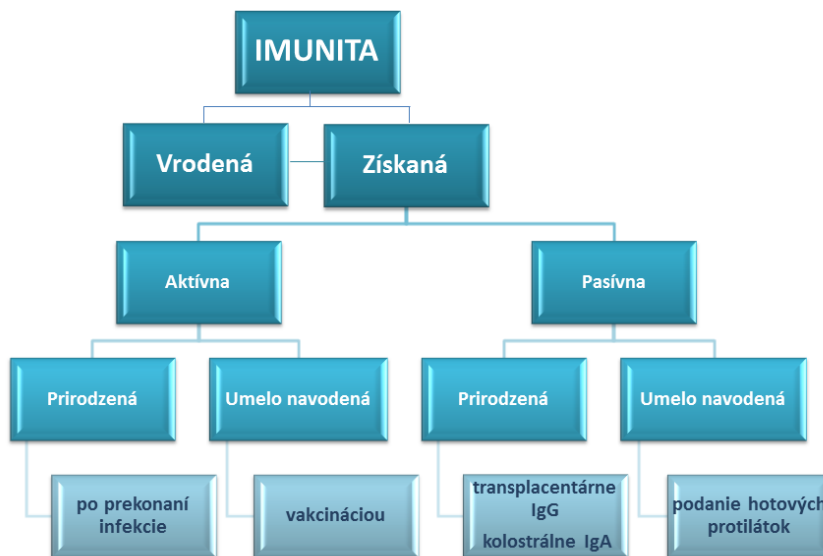 IMUNITA
Vrodená
Získaná
Aktívna
Pasívna
Prirodzená
Umelo navodená
Prirodzená
Umelo navodená
po prekonaní
infekcie
vakcináciou
transplacentárne
IgG
kolostrálne IgA
podanie hotových
protilátok